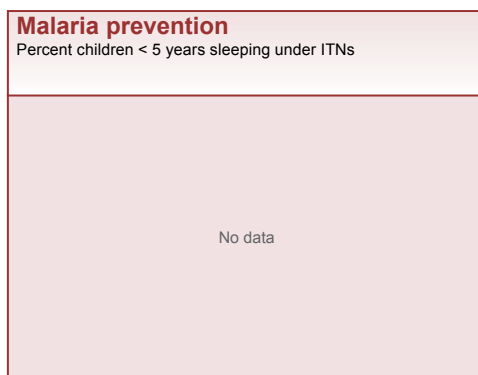 Malaria prevention
Percent children < 5 years sleeping under ITNs
No data